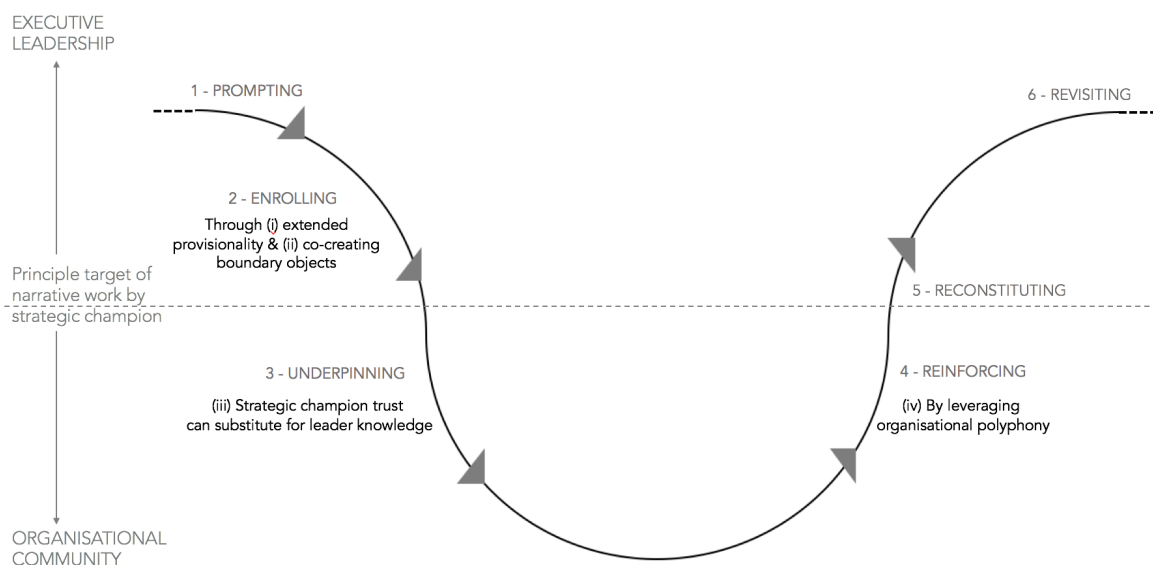 EXECUTIVE
LEADERSHIP
1 - PROMPTING
6 - REVISITING
2 - ENROLLING
Through (i) extended
provisionality & (ii) co-creating
boundary objects
Principle target of
narrative work by
strategic champion
5 - RECONSTITUTING
3 - UNDERPINNING
(iii) Strategic champion trust
can substitute for leader knowledge
4 - REINFORCING
(iv) By leveraging
organisational polyphony
ORGANISATIONAL
COMMUNITY